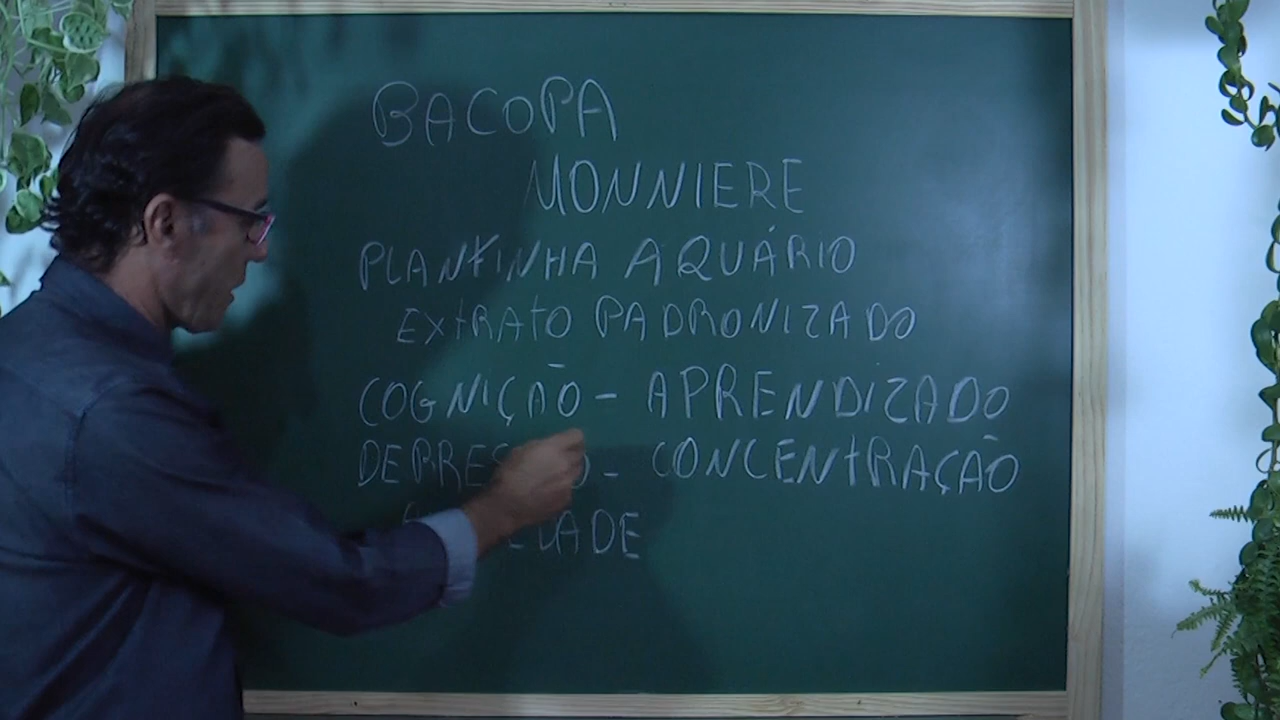 BACOPA
MONNIERE
PLANTINHA AQUÁRIO
EXTRATO PADRONIZADO
COGNIÇÃO - APRENDIZADO
- CONCENTRAÇÃO